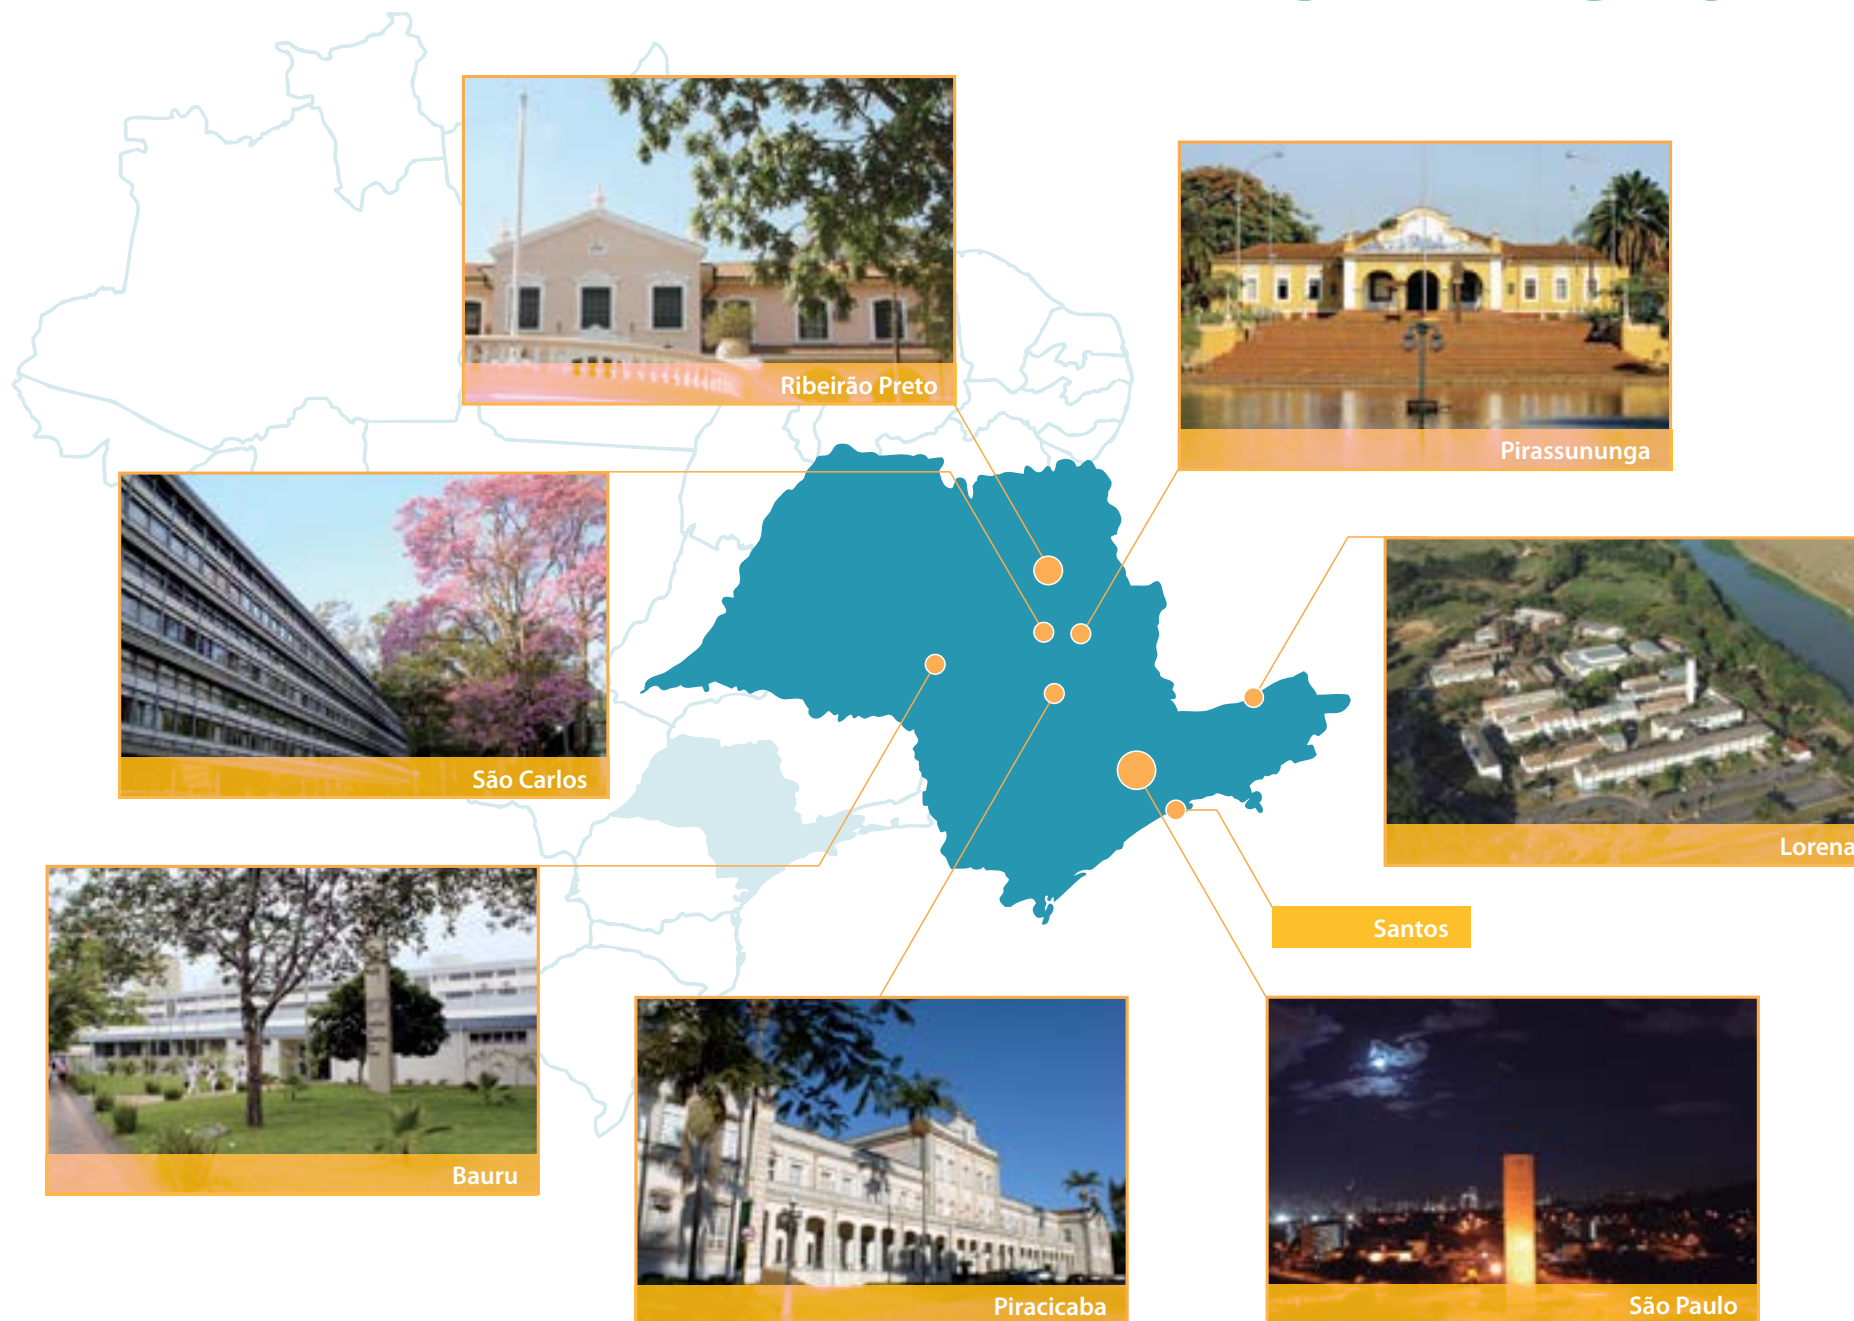 Ribeirão Preto
Pirassununga
São Carlos
Lorena
Santos
Bauru
Piracicaba
São Paulo